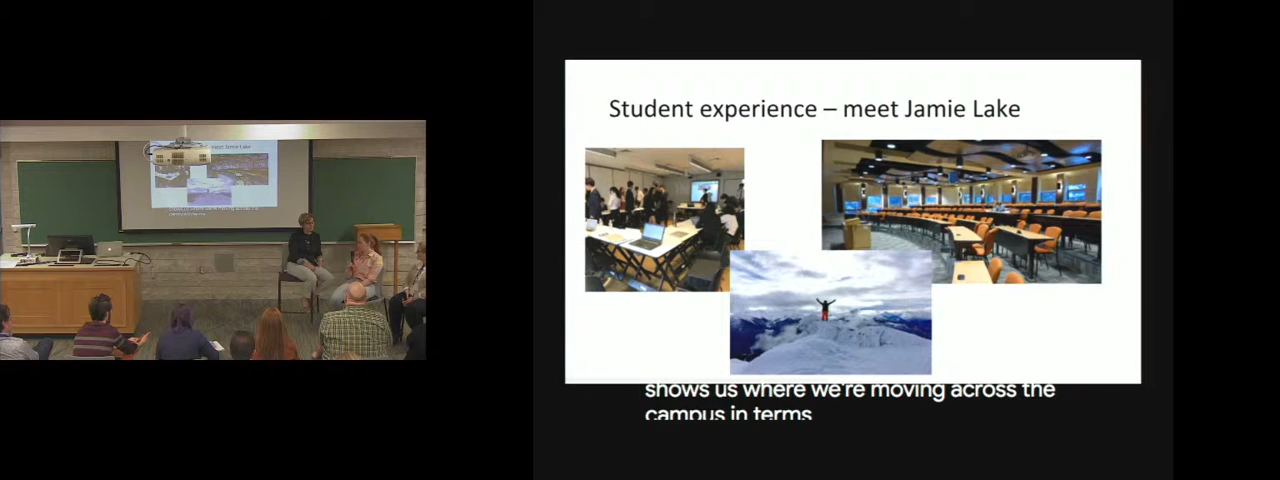 Student experience – meet Jamie Lake
shows us where we're moving across the
campus in terms